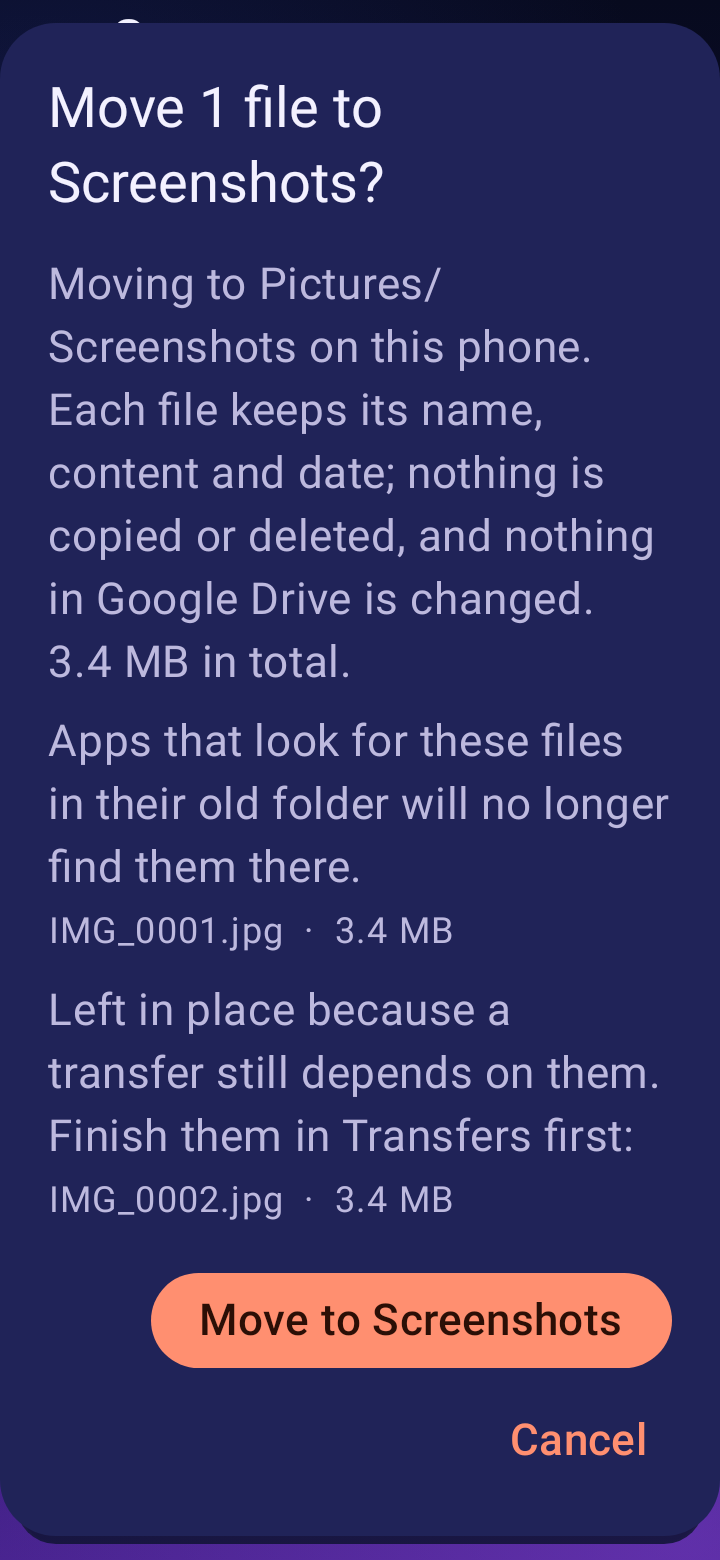 Move 1 file to
Screenshots?
Moving to Pictures/
Screenshots on this phone.
Each file keeps its name,
content and date; nothing is
copied or deleted, and nothing
in Google Drive is changed.
3.4 MB in total.
Apps that look for these files
in their old folder will no longer
find them there.
IMG_0001.jpg · 3.4 MB
Left in place because a
transfer still depends on them.
Finish them in Transfers first:
IMG_0002.jpg · 3.4 MB
Move to Screenshots
Cancel